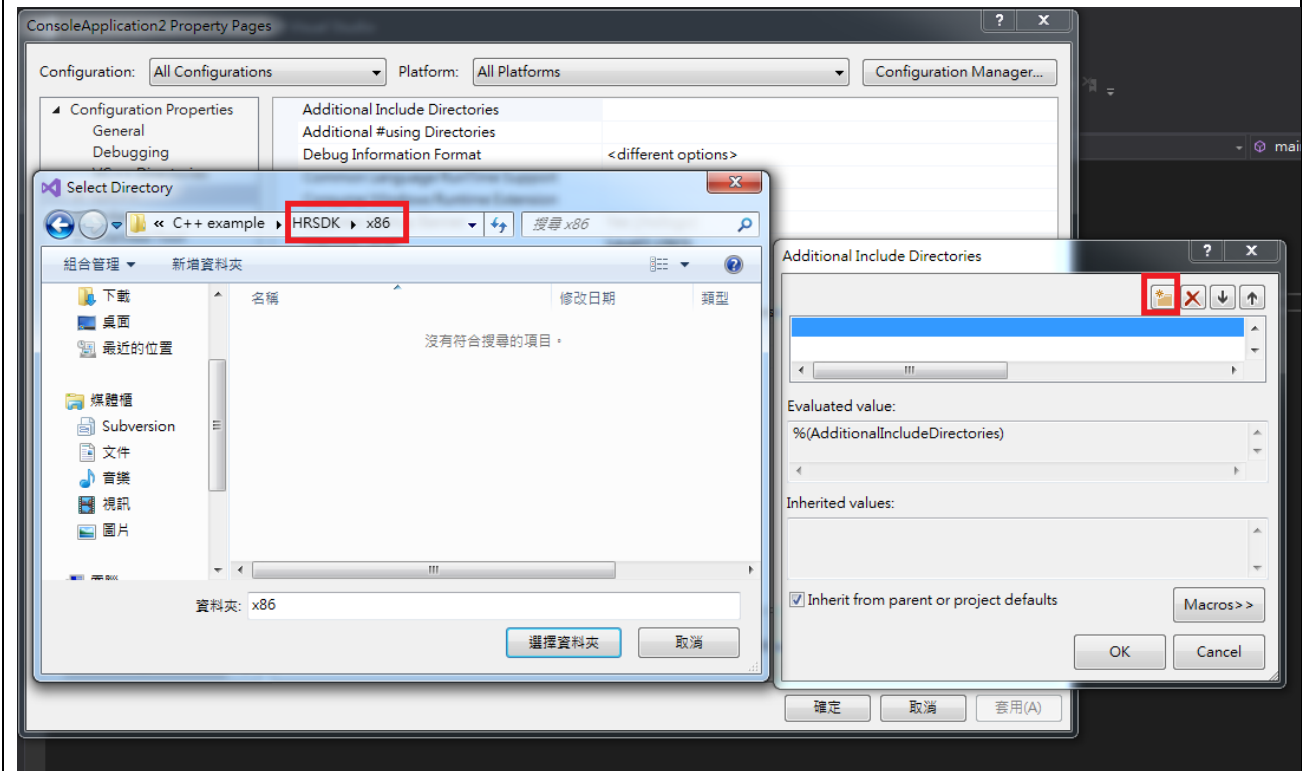 ConsoleApplication2 Property Pages
Configuration: All Configurations Platform: All Platforms Configuration Manager...
Configuration Properties
General
Debugging
Additional Include Directories
Additional #using Directories
Debug Information Format <different options>
main
Select Directory
« C++ example HRSDK x86 搜尋 x86
組合管理 新增資料夾
下載
桌面
最近的位置
媒體櫃
Subversion
文件
音樂
視訊
圖片
名稱 修改日期 類型
沒有符合搜尋的項目。
資料夾: x86
選擇資料夾 取消
Additional Include Directories
Evaluated value:
%(AdditionalIncludeDirectories)
Inherited values:
Inherit from parent or project defaults
Macros>>
OK Cancel
確定 取消 套用(A)